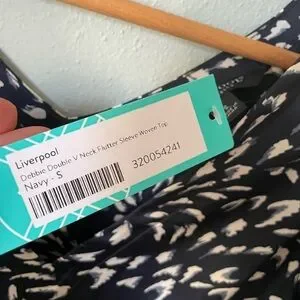 Liverpool
Debbie Double V Neck Flutter Sleeve Woven Top
Navy - S
320054241